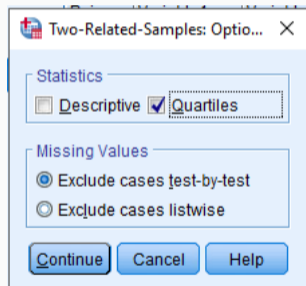 Two-Related-Samples: Optio...
Statistics
Descriptive Quartiles
Missing Values
Exclude cases test-by-test
Exclude cases listwise
Continue Cancel Help